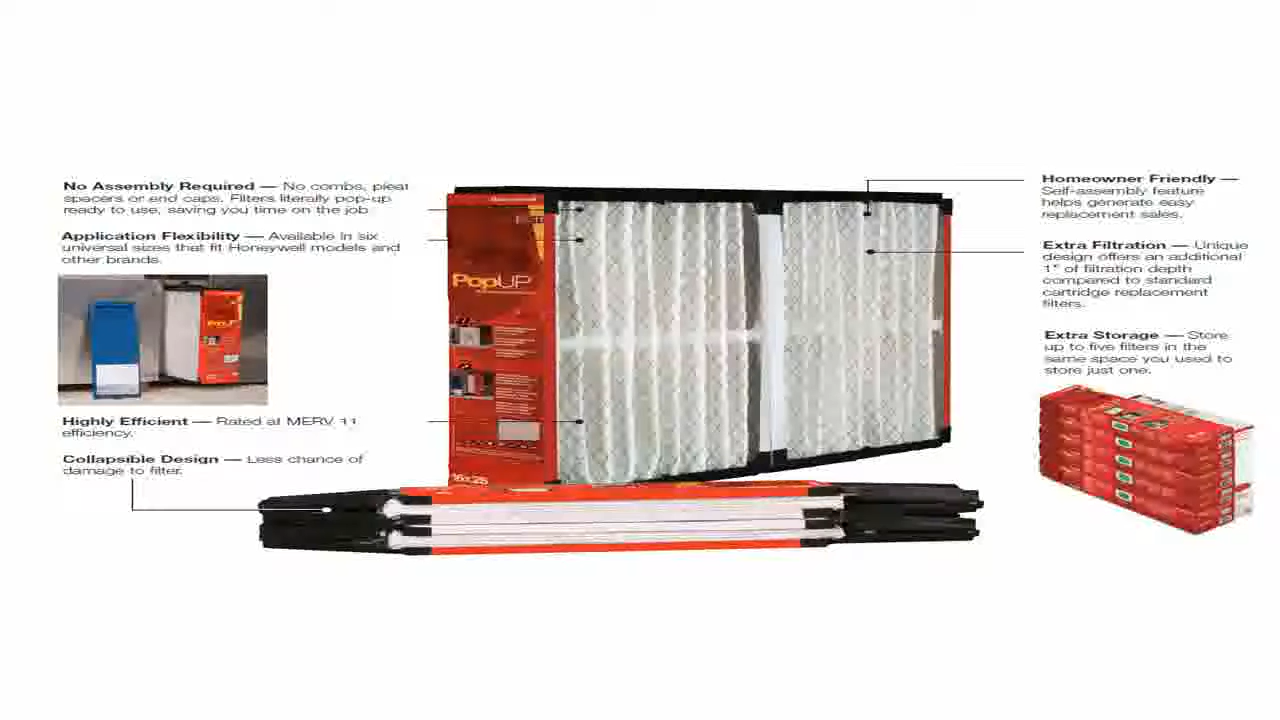 No Assembly Required — No combs, pleat
spacers or end caps. Filters literally pop-up
ready to use, saving you time on the job.
Application Flexibility — Available in six
universal sizes that fit Honeywell models and
other brands.
Highly Efficient — Rated at MERV 11
efficiency.
Collapsible Design — Less chance of
damage to filter.
Honeywell
PopUP
16x25
PopUP
Homeowner Friendly —
Self-assembly feature
helps generate easy
replacement sales.
Extra Filtration — Unique
design offers an additional
1" of filtration depth
compared to standard
cartridge replacement
filters.
Extra Storage — Store
up to five filters in the
same space you used to
store just one.